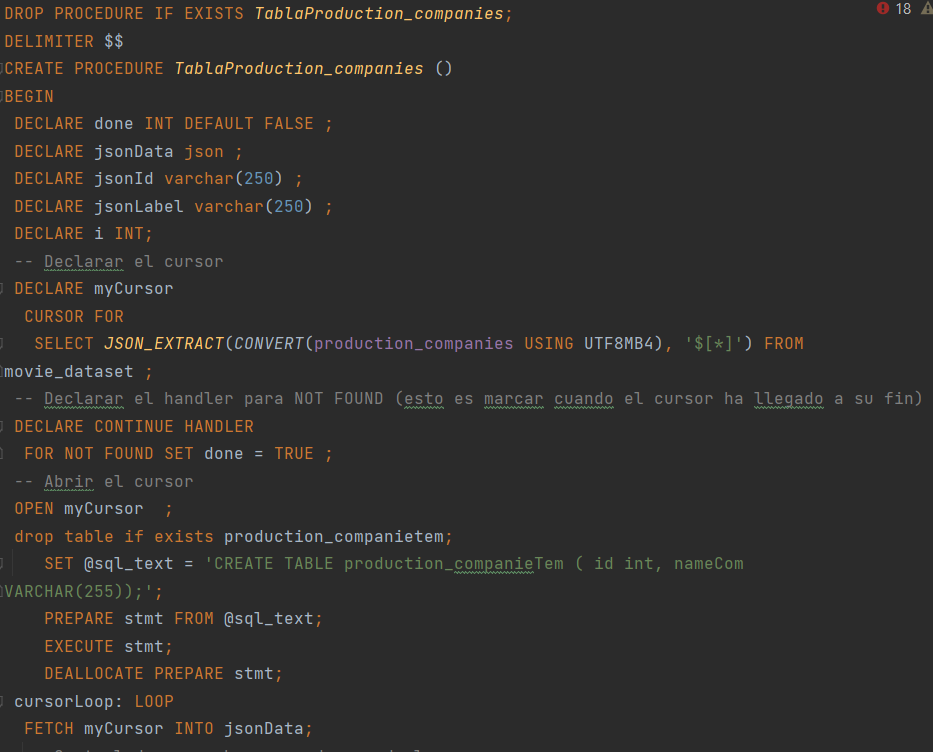 DROP PROCEDURE IF EXISTS TablaProduction_companies;
18
DELIMITER $$
CREATE PROCEDURE TablaProduction_companies ()
BEGIN
DECLARE done INT DEFAULT FALSE ;
DECLARE jsonData json ;
DECLARE jsonId varchar(250) ;
DECLARE jsonLabel varchar(250) ;
DECLARE i INT;
-- Declarar el cursor
DECLARE myCursor
CURSOR FOR
SELECT JSON_EXTRACT(CONVERT(production_companies USING UTF8MB4), '$[*]') FROM
movie_dataset ;
-- Declarar el handler para NOT FOUND (esto es marcar cuando el cursor ha llegado a su fin)
DECLARE CONTINUE HANDLER
FOR NOT FOUND SET done = TRUE ;
-- Abrir el cursor
OPEN myCursor  ;
drop table if exists production_companietem;
SET @sql_text = 'CREATE TABLE production_companieTem ( id int, nameCom
VARCHAR(255));';
PREPARE stmt FROM @sql_text;
EXECUTE stmt;
DEALLOCATE PREPARE stmt;
cursorLoop: LOOP
FETCH myCursor INTO jsonData;